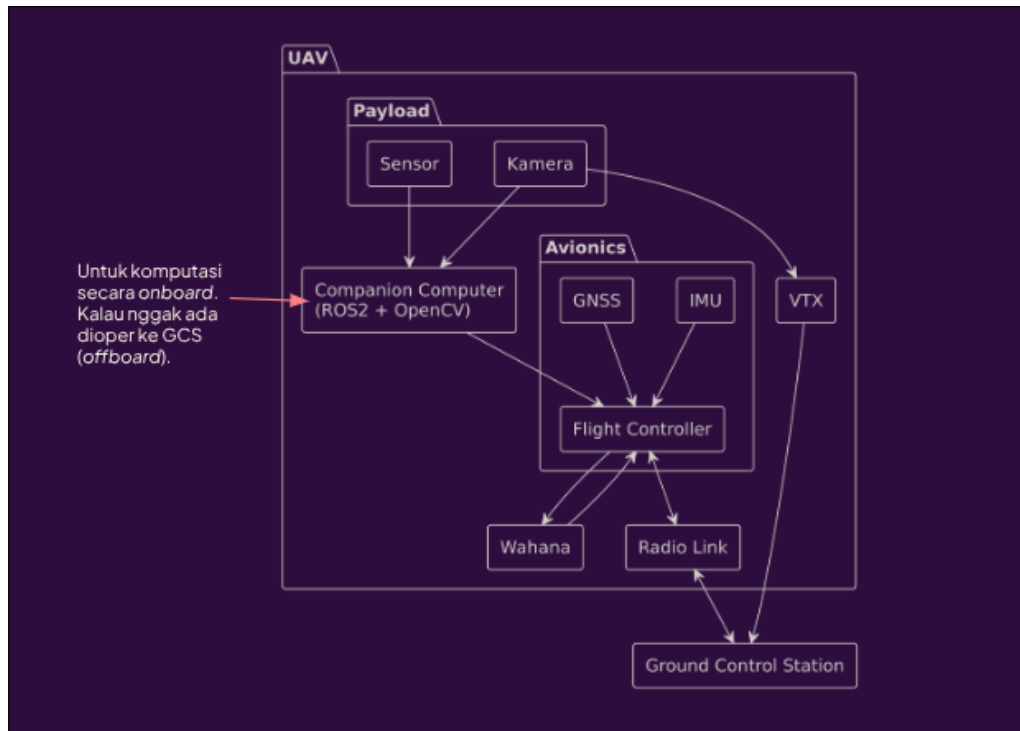 UAV
Payload
Sensor
Kamera
Untuk komputasi
secara onboard.
Kalau nggak ada
dioper ke GCS
(offboard).
Companion Computer
(ROS2 + OpenCV)
Avionics
GNSS
IMU
VTX
Flight Controller
Wahana
Radio Link
Ground Control Station